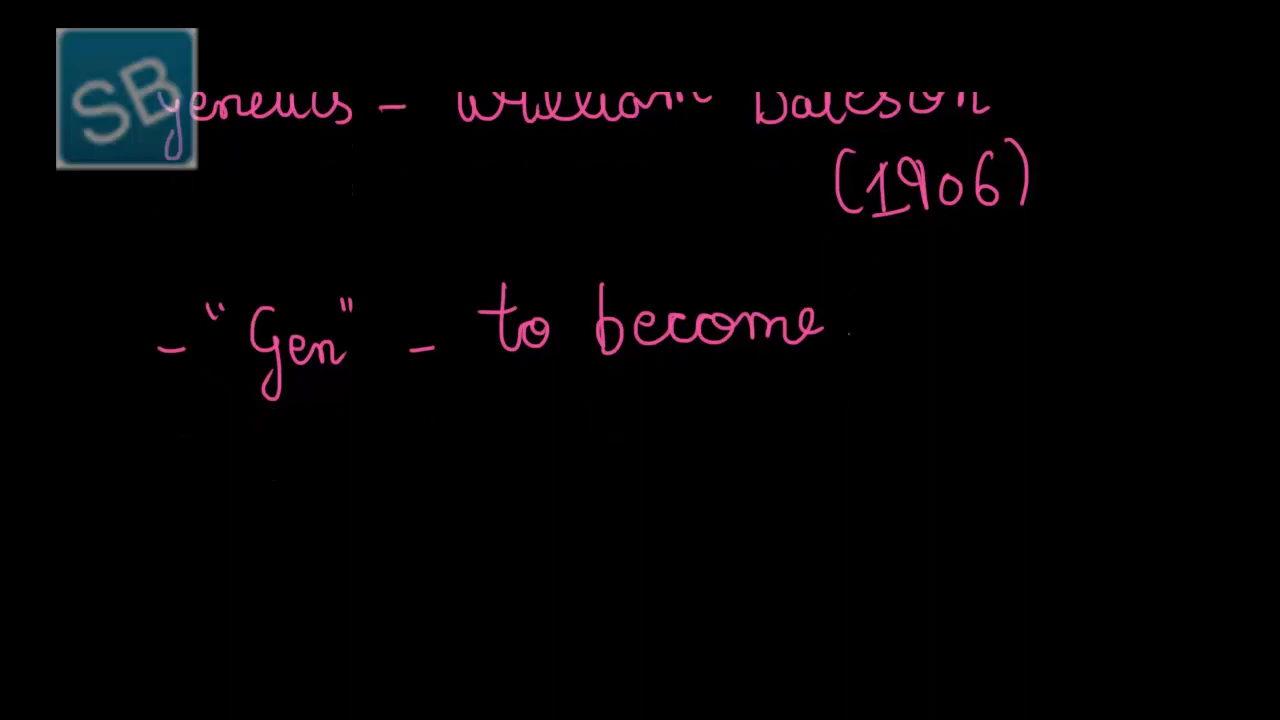 SB
genetics - William Bateson
(1906)
- "Gen" - to become